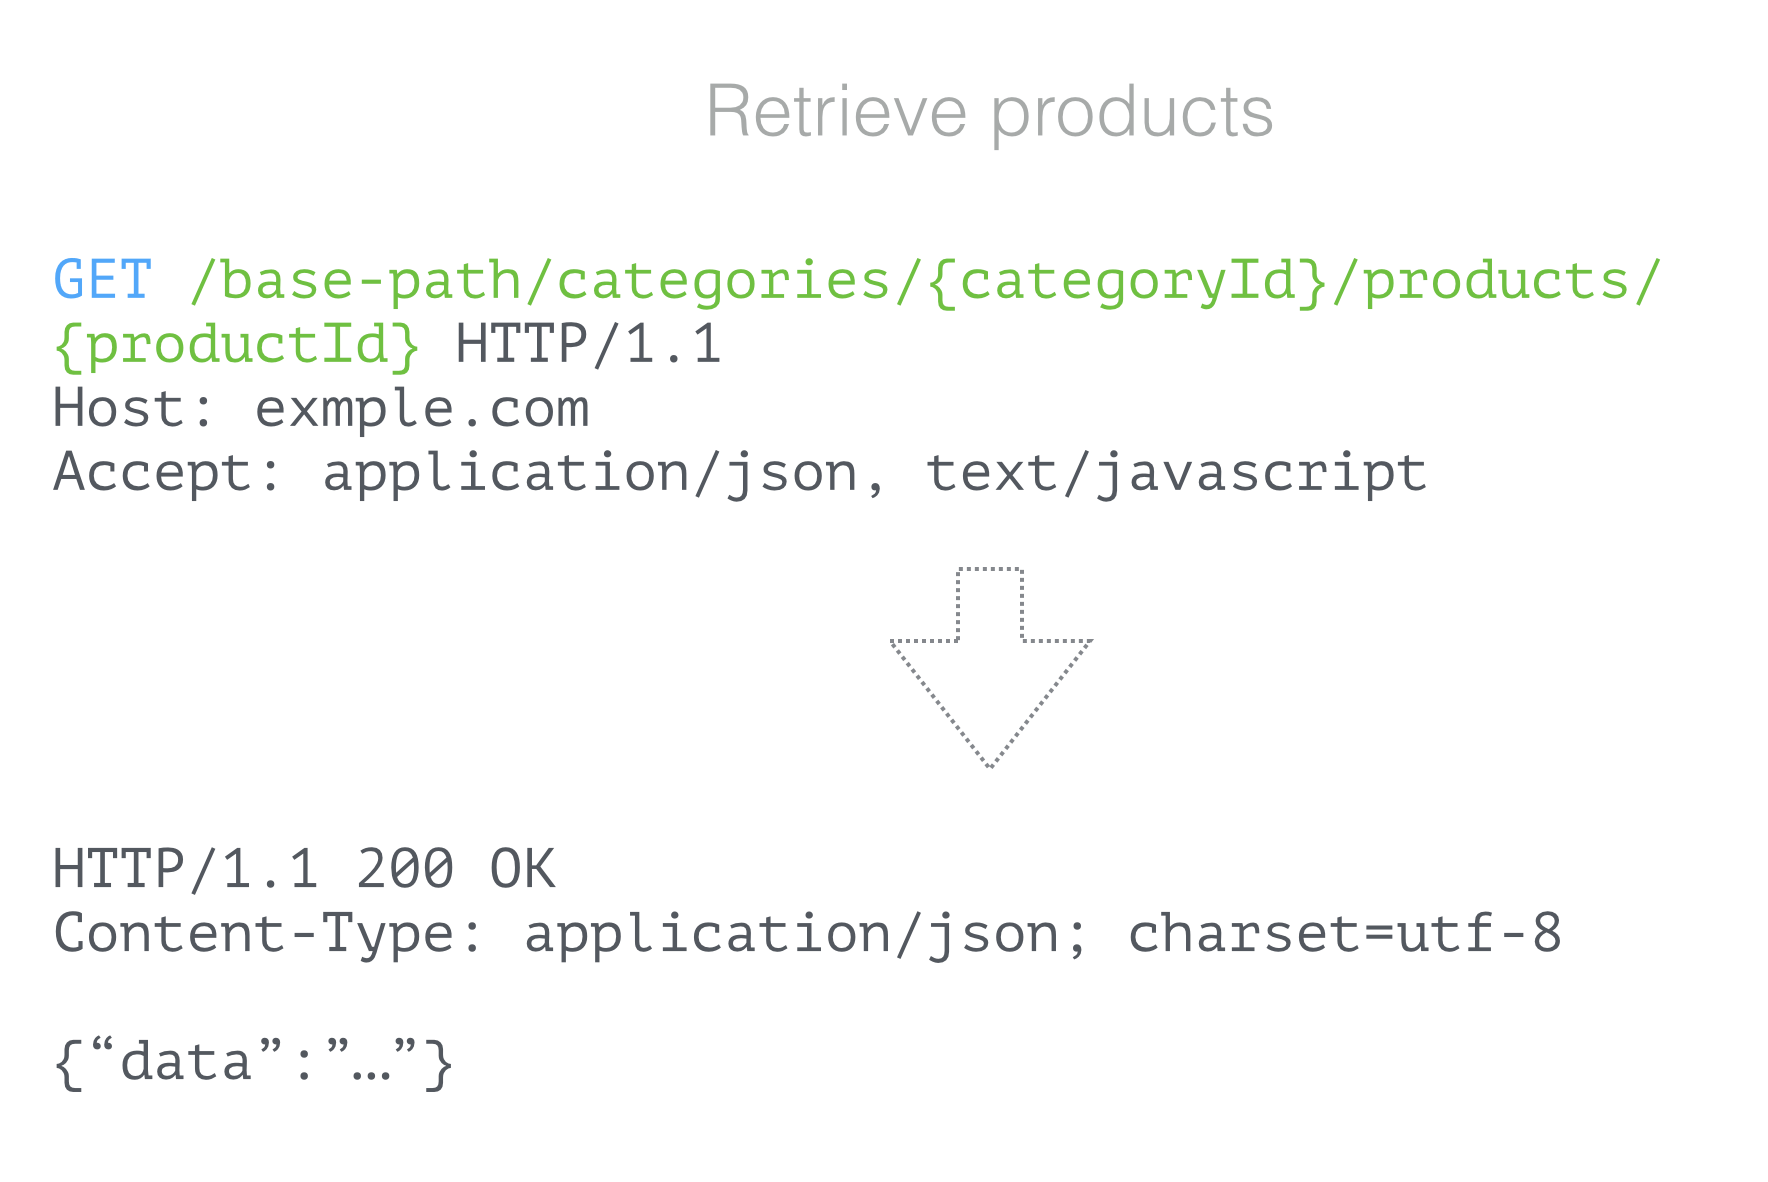 Retrieve products
GET /base-path/categories/{categoryId}/products/
{productId} HTTP/1.1
Host: exmple.com
Accept: application/json, text/javascript
HTTP/1.1 200 OK
Content-Type: application/json; charset=utf-8
{“data”:”…”}